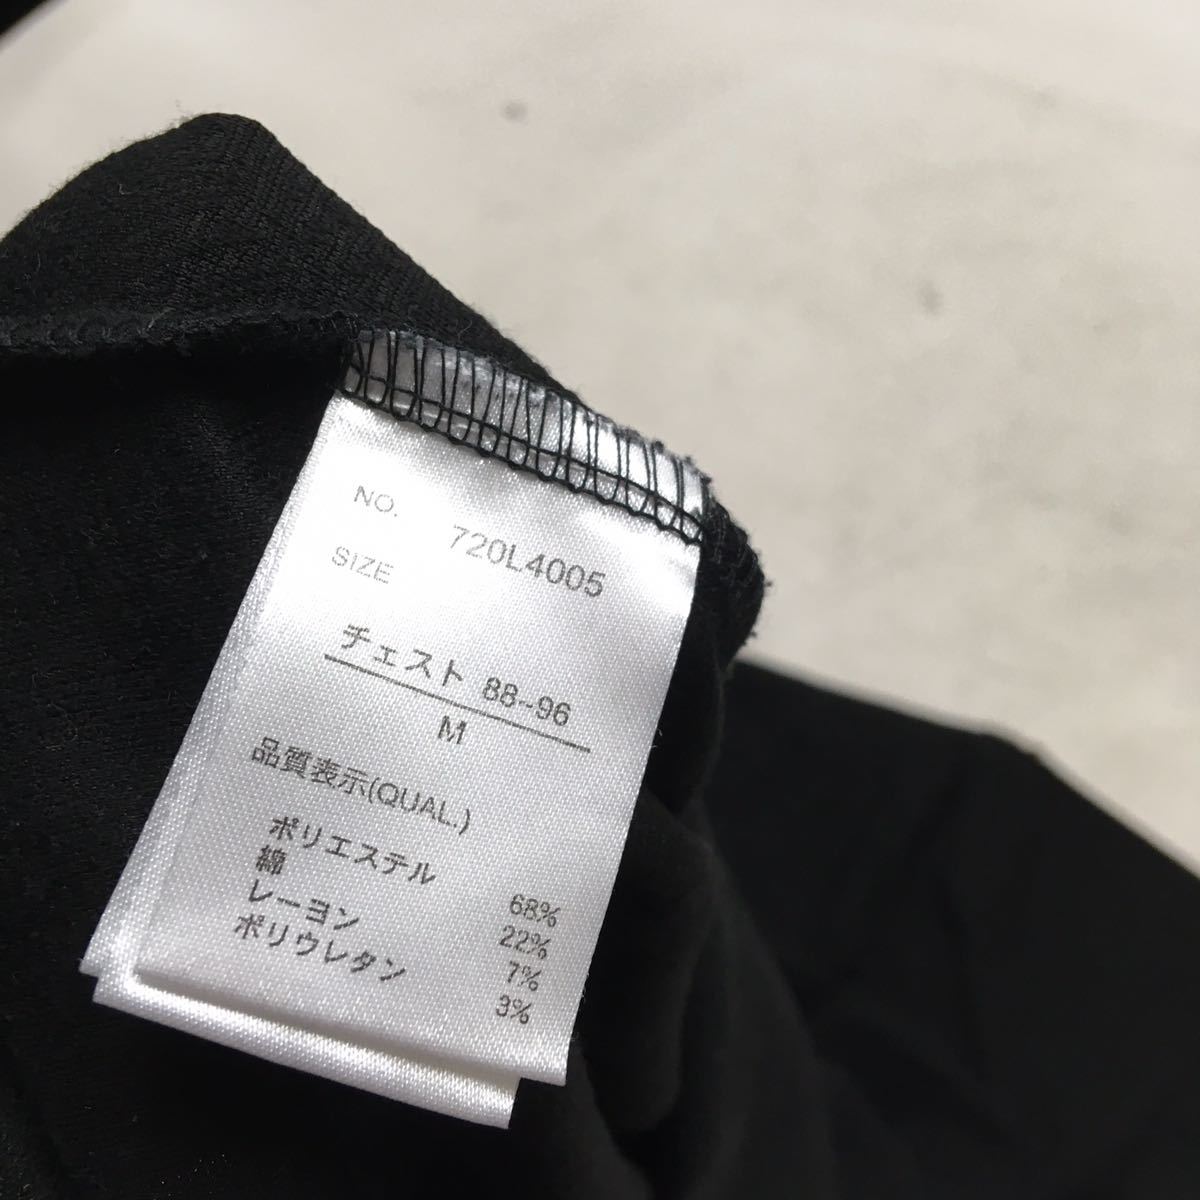 NO. 720L4005
SIZE
チェスト 88~96
M
品質表示(QUAL.)
ポリエステル 68%
綿 22%
レーヨン 7%
ポリウレタン 3%